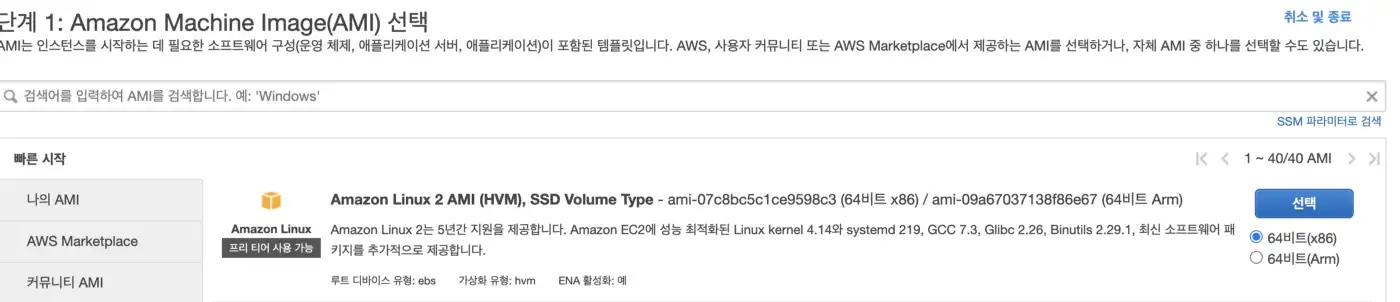 단계 1: Amazon Machine Image(AMI) 선택
취소 및 종료
AMI는 인스턴스를 시작하는 데 필요한 소프트웨어 구성(운영 체제, 애플리케이션 서버, 애플리케이션)이 포함된 템플릿입니다. AWS, 사용자 커뮤니티 또는 AWS Marketplace에서 제공하는 AMI를 선택하거나, 자체 AMI 중 하나를 선택할 수도 있습니다.
검색어를 입력하여 AMI를 검색합니다. 예: 'Windows'
SSM 파라미터로 검색
빠른 시작
1 ~ 40/40 AMI
나의 AMI
AWS Marketplace
커뮤니티 AMI
Amazon Linux
프리 티어 사용 가능
Amazon Linux 2 AMI (HVM), SSD Volume Type - ami-07c8bc5c1ce9598c3 (64비트 x86) / ami-09a67037138f86e67 (64비트 Arm)
Amazon Linux 2는 5년간 지원을 제공합니다. Amazon EC2에 성능 최적화된 Linux kernel 4.14와 systemd 219, GCC 7.3, Glibc 2.26, Binutils 2.29.1, 최신 소프트웨어 패
키지를 추가적으로 제공합니다.
루트 디바이스 유형: ebs 가상화 유형: hvm ENA 활성화: 예
선택
64비트(x86)
64비트(Arm)